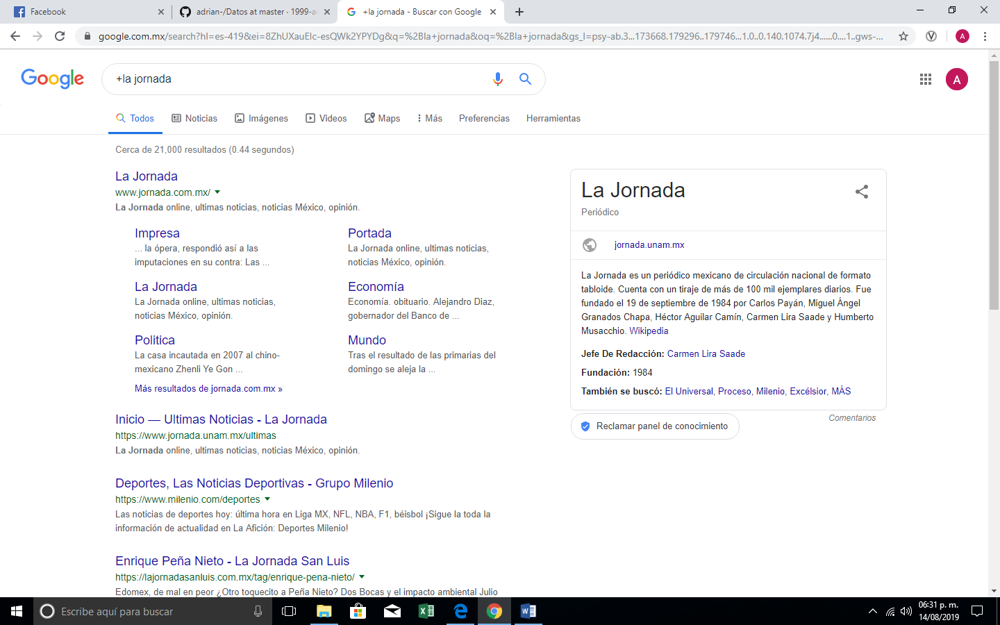 Facebook
adrian-/Datos at master · 1999-a
+la jornada - Buscar con Google
google.com.mx/search?hl=es-419&ei=8ZhUXauEIc-esQWk2YPYDg&q=%2Bla+jornada&oq=%2Bla+jornada&gs_l=psy-ab.3...173668.179296..179746...1.0..0.140.1074.7j4......0....1..gws-...
V
A
Google
+la jornada
A
Todos
Noticias
Imágenes
Videos
Maps
Más
Preferencias
Herramientas
Cerca de 21,000 resultados (0.44 segundos)
La Jornada
www.jornada.com.mx/
La Jornada online, ultimas noticias, noticias México, opinión.
Impresa
... la ópera, respondió así a las
imputaciones en su contra: Las ...
Portada
La Jornada online, ultimas noticias,
noticias México, opinión.
La Jornada
La Jornada online, ultimas noticias,
noticias México, opinión.
Economía
Economía. obituario. Alejandro Diaz,
gobernador del Banco de ...
Politica
La casa incautada en 2007 al chino-
mexicano Zhenli Ye Gon ...
Mundo
Tras el resultado de las primarias del
domingo se aleja la ...
Más resultados de jornada.com.mx »
Inicio — Ultimas Noticias - La Jornada
https://www.jornada.unam.mx/ultimas
La Jornada online, ultimas noticias, noticias México, opinión.
Deportes, Las Noticias Deportivas - Grupo Milenio
https://www.milenio.com/deportes
Las noticias de deportes hoy: última hora en Liga MX, NFL, NBA, F1, béisbol ¡Sigue la toda la
información de actualidad en La Afición: Deportes Milenio!
Enrique Peña Nieto - La Jornada San Luis
https://lajornadasanluis.com.mx/tag/enrique-pena-nieto/
Edomex, de mal en peor ¿Otro toquecito a Peña Nieto? Dos Bocas y el impacto ambiental Julio
La Jornada
Periódico
jornada.unam.mx
La Jornada es un periódico mexicano de circulación nacional de formato
tabloide. Cuenta con un tiraje de más de 100 mil ejemplares diarios. Fue
fundado el 19 de septiembre de 1984 por Carlos Payán, Miguel Ángel
Granados Chapa, Héctor Aguilar Camín, Carmen Lira Saade y Humberto
Musacchio. Wikipedia
Jefe De Redacción: Carmen Lira Saade
Fundación: 1984
También se buscó: El Universal, Proceso, Milenio, Excélsior, MÁS
Comentarios
Reclamar panel de conocimiento
Escribe aquí para buscar
06:31 p. m.
14/08/2019